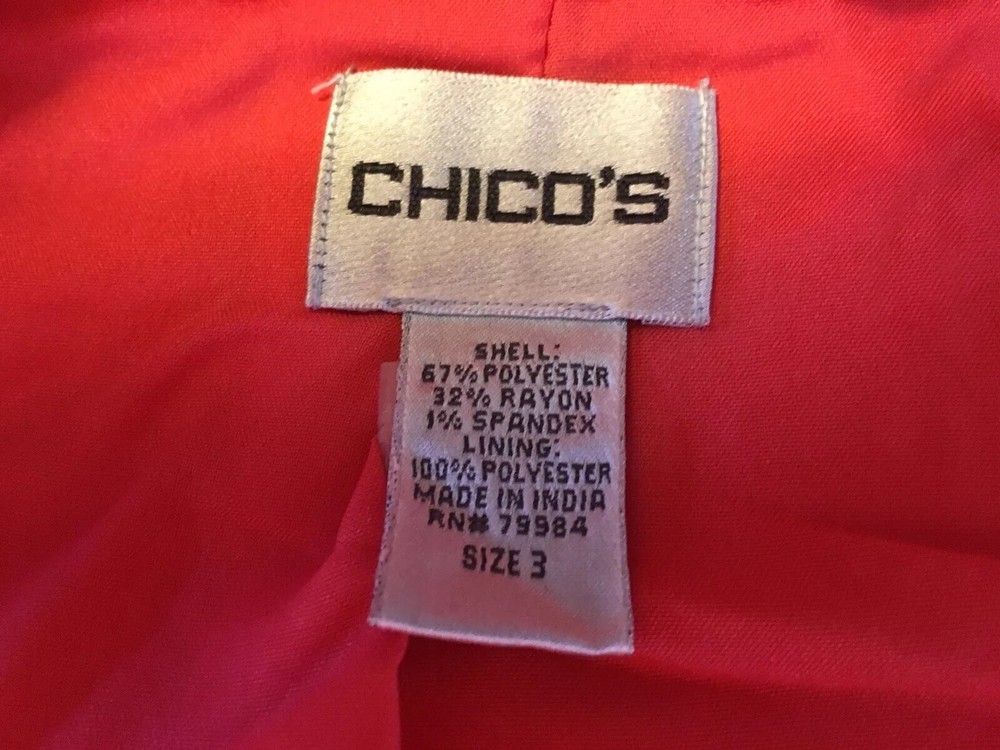 CHICO'S
SHELL:
67% POLYESTER
32% RAYON
1% SPANDEX
LINING:
100% POLYESTER
MADE IN INDIA
RN# 79984
SIZE 3